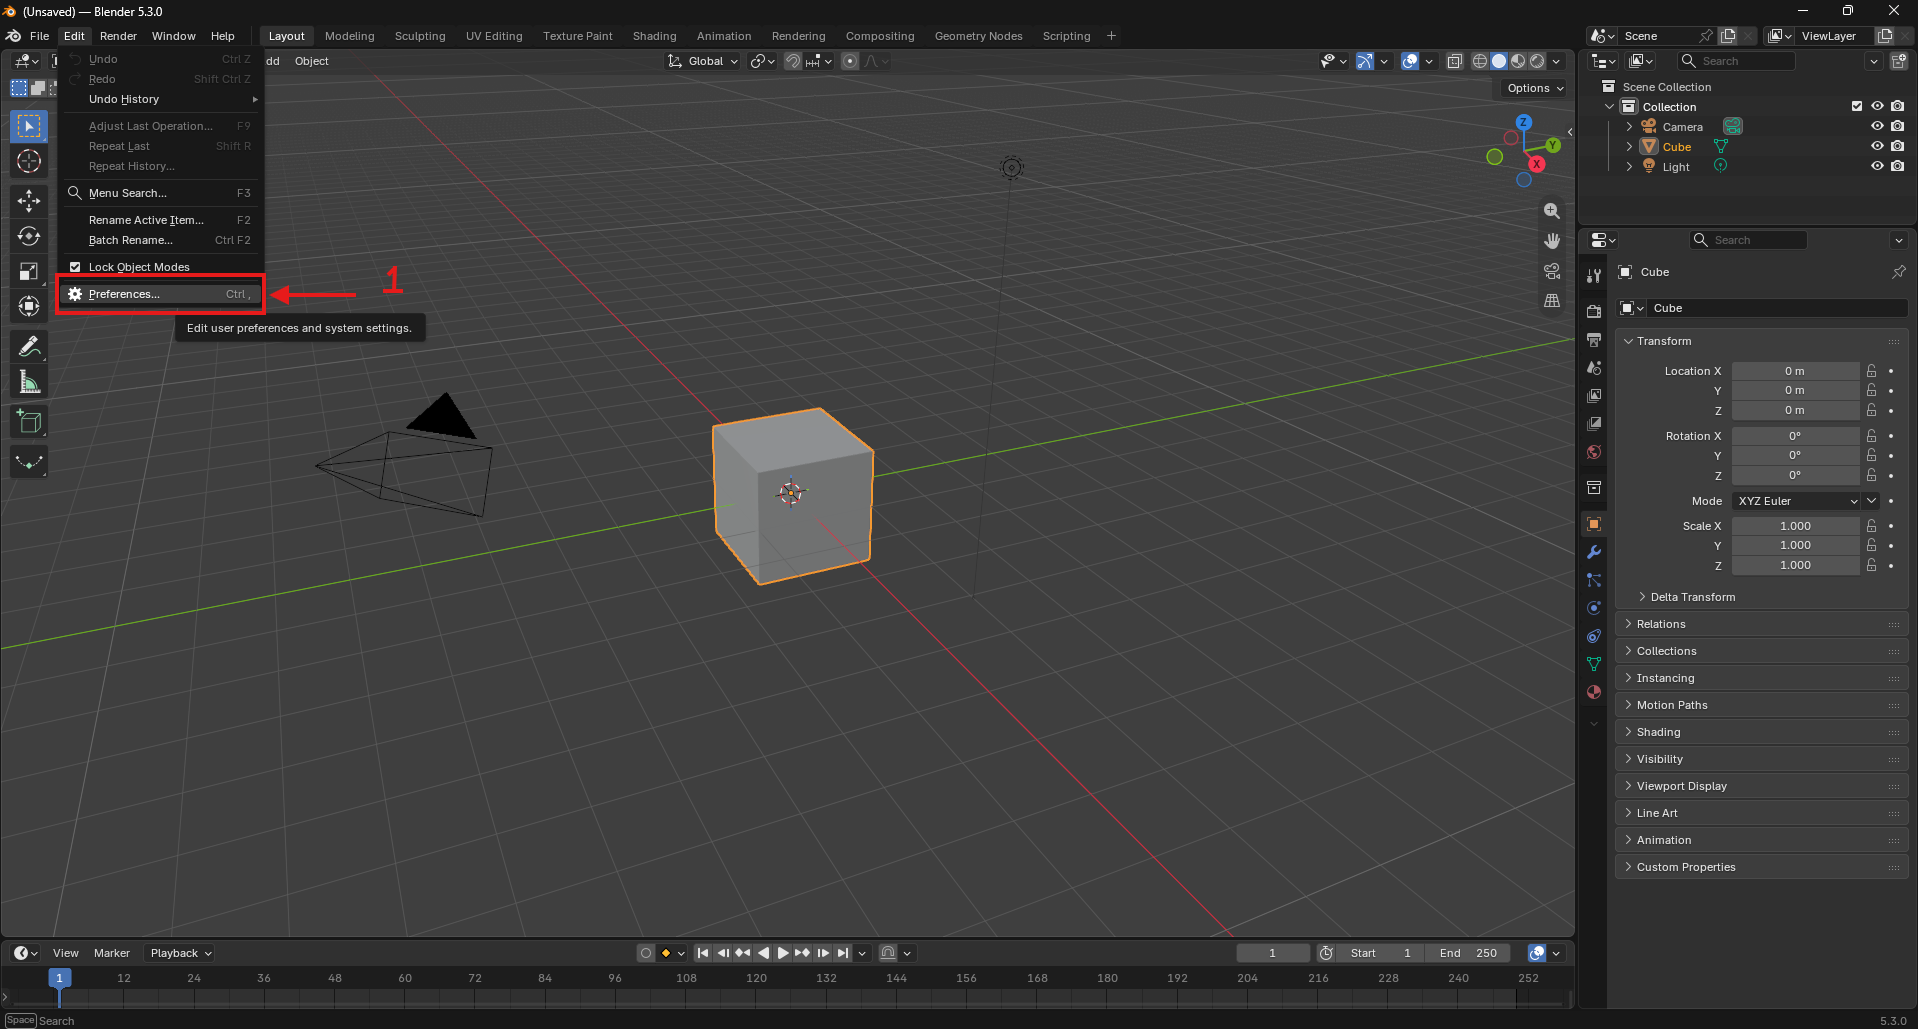 (Unsaved) — Blender 5.3.0
File Edit Render Window Help Layout Modeling Sculpting UV Editing Texture Paint Shading Animation Rendering Compositing Geometry Nodes Scripting + Scene ViewLayer
Undo Ctrl Z
Redo Shift Ctrl Z
Undo History
Adjust Last Operation... F9
Repeat Last Shift R
Repeat History...
Menu Search... F3
Rename Active Item... F2
Batch Rename... Ctrl F2
Lock Object Modes
Preferences... Ctrl ,
1
Edit user preferences and system settings.
dd Object
Global
Options
Z
Y
X
Search
Scene Collection
Collection
Camera
Cube
Light
Search
Cube
Cube
Transform
Location X 0 m
Y 0 m
Z 0 m
Rotation X 0°
Y 0°
Z 0°
Mode XYZ Euler
Scale X 1.000
Y 1.000
Z 1.000
Delta Transform
Relations
Collections
Instancing
Motion Paths
Shading
Visibility
Viewport Display
Line Art
Animation
Custom Properties
View Marker Playback 1 Start 1 End 250
1 12 24 36 48 60 72 84 96 108 120 132 144 156 168 180 192 204 216 228 240 252
Space Search
5.3.0